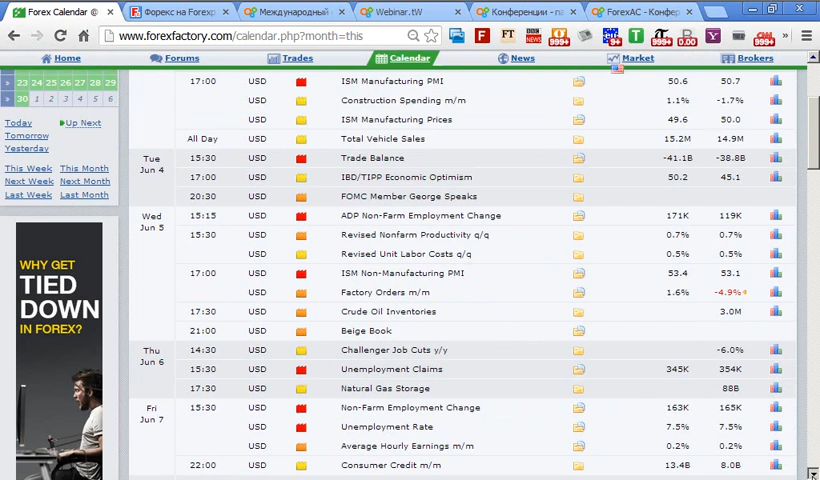 Forex Calendar @
Форекс на Forexp
Международный
Webinar.tW
Конференции - па
ForexAC - Конфер
www.forexfactory.com/calendar.php?month=this
Home
Forums
Trades
Calendar
News
Market
Brokers
» 23 24 25 26 27 28 29
» 30 1 2 3 4 5 6
Today
Up Next
Tomorrow
Yesterday
This Week This Month
Next Week Next Month
Last Week Last Month
WHY GET
TIED
DOWN
IN FOREX?
17:00 USD ISM Manufacturing PMI 50.6 50.7
USD Construction Spending m/m 1.1% -1.7%
USD ISM Manufacturing Prices 49.6 50.0
All Day USD Total Vehicle Sales 15.2M 14.9M
Tue Jun 4 15:30 USD Trade Balance -41.1B -38.8B
17:00 USD IBD/TIPP Economic Optimism 50.2 45.1
20:30 USD FOMC Member George Speaks
Wed Jun 5 15:15 USD ADP Non-Farm Employment Change 171K 119K
15:30 USD Revised Nonfarm Productivity q/q 0.7% 0.7%
USD Revised Unit Labor Costs q/q 0.5% 0.5%
17:00 USD ISM Non-Manufacturing PMI 53.4 53.1
USD Factory Orders m/m 1.6% -4.9%
17:30 USD Crude Oil Inventories 3.0M
21:00 USD Beige Book
Thu Jun 6 14:30 USD Challenger Job Cuts y/y -6.0%
15:30 USD Unemployment Claims 345K 354K
17:30 USD Natural Gas Storage 88B
Fri Jun 7 15:30 USD Non-Farm Employment Change 163K 165K
USD Unemployment Rate 7.5% 7.5%
USD Average Hourly Earnings m/m 0.2% 0.2%
22:00 USD Consumer Credit m/m 13.4B 8.0B